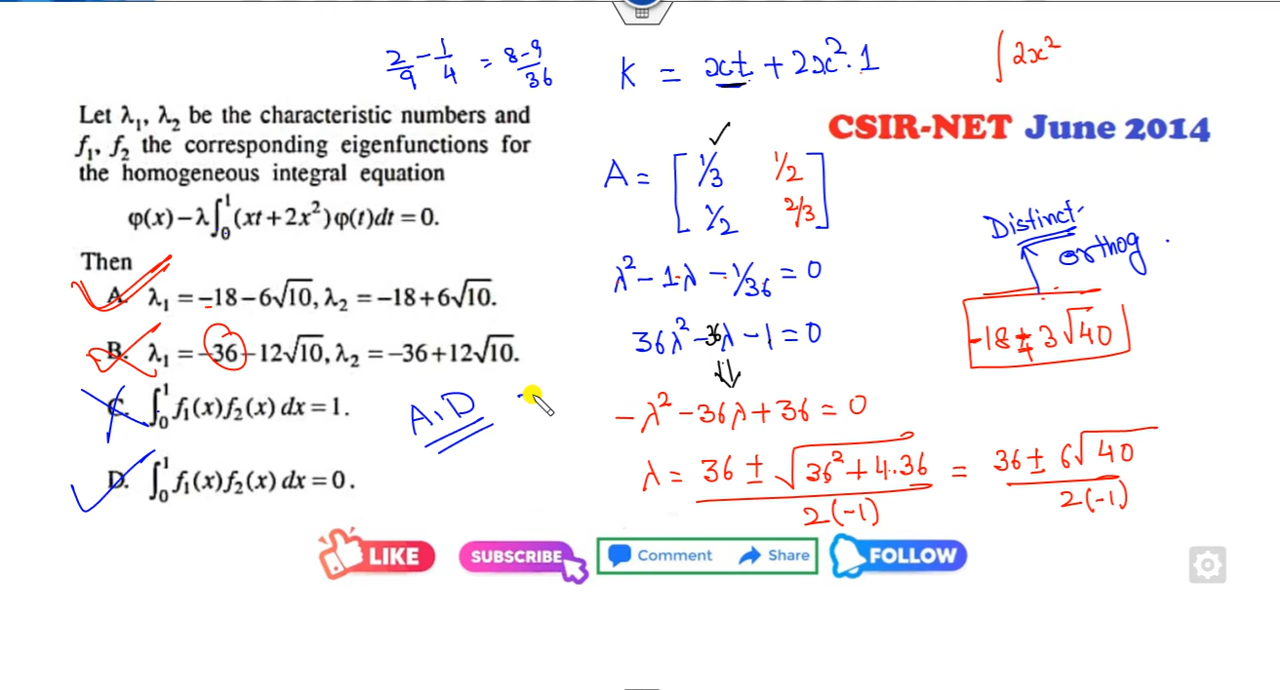 2/9 - 1/4 = 8-9/36
K = xt + 2x². 1
∫ 2x²
Let λ₁, λ₂ be the characteristic numbers and
f₁, f₂ the corresponding eigenfunctions for
the homogeneous integral equation
φ(x) – λ∫₀¹(xt + 2x²)φ(t)dt = 0.
Then
A. λ₁ = –18 – 6√10, λ₂ = –18 + 6√10.
B. λ₁ = –36 – 12√10, λ₂ = –36 + 12√10.
C. ∫₀¹ f₁(x) f₂(x) dx = 1.
D. ∫₀¹ f₁(x) f₂(x) dx = 0.
A, D
CSIR-NET June 2014
A = [ 1/3 1/2
1/2 2/3 ]
λ² - 1·λ - 1/36 = 0
36λ² - 36λ - 1 = 0
⇓
-λ² - 36λ + 36 = 0
λ = 36 ± √36² + 4.36 / 2(-1) = 36 ± 6√40 / 2(-1)
Distinct
orthog .
-18 ± 3√40
LIKE
SUBSCRIBE
Comment
Share
FOLLOW